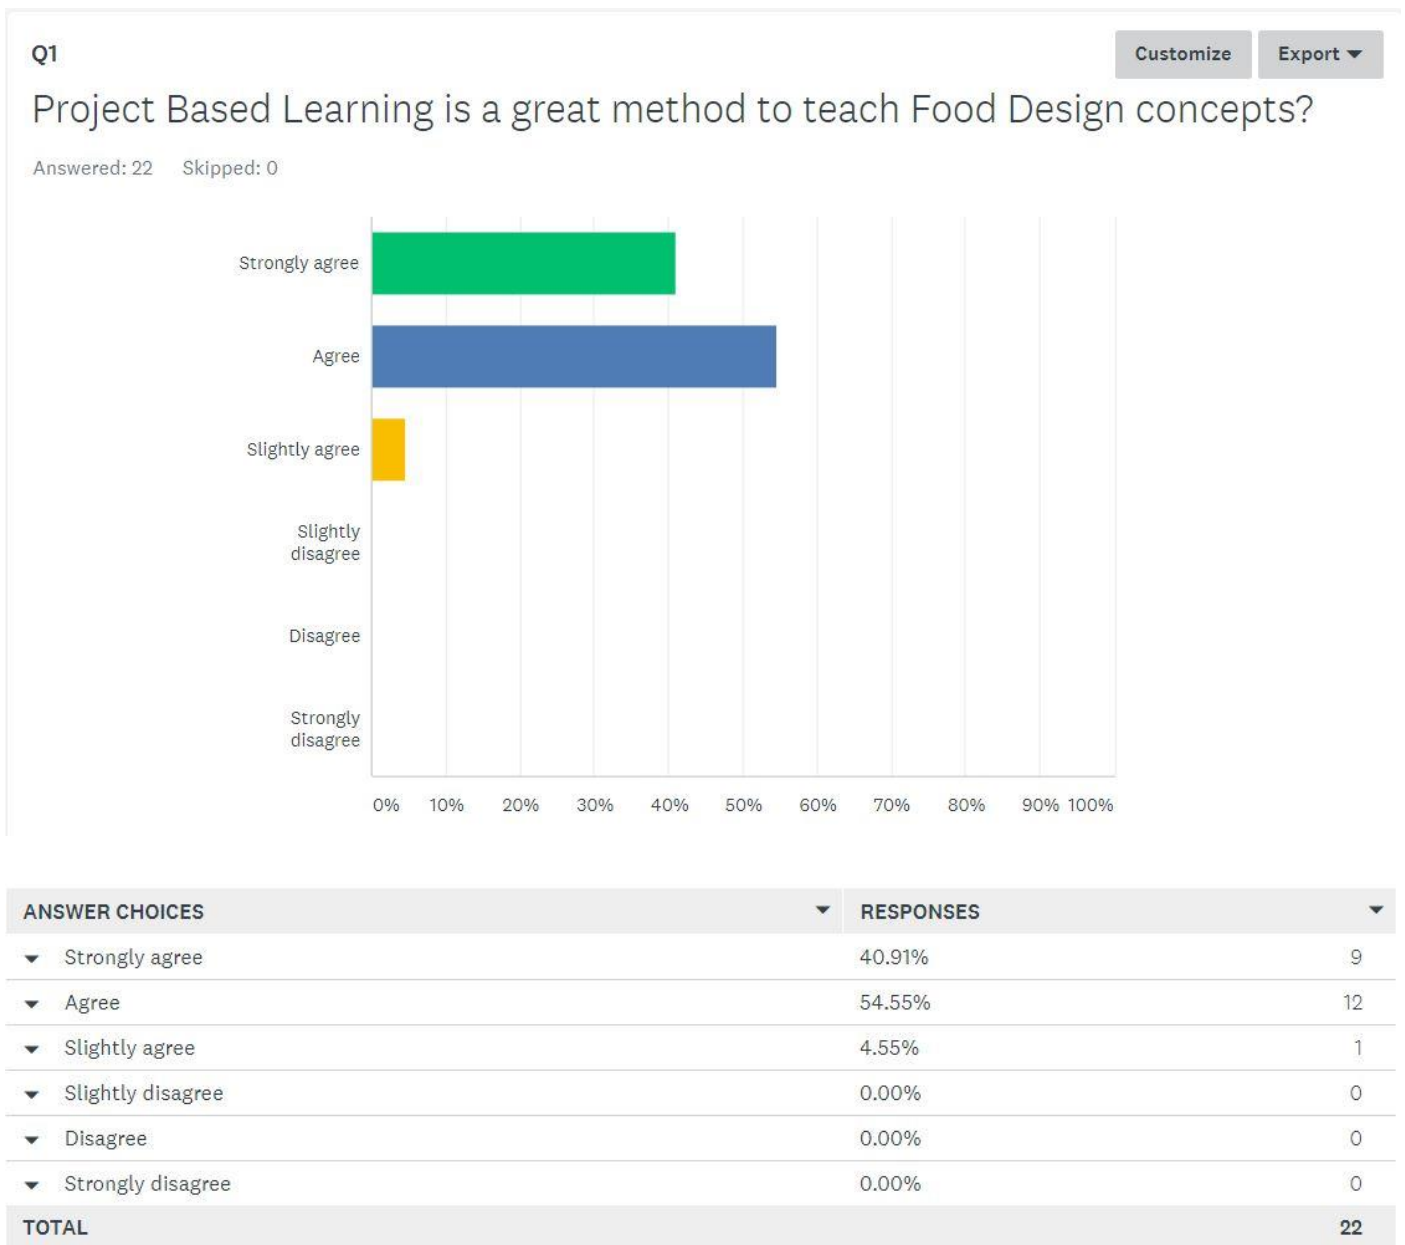 Q1
Customize Export
Project Based Learning is a great method to teach Food Design concepts?
Answered: 22 Skipped: 0
Strongly agree
Agree
Slightly agree
Slightly
disagree
Disagree
Strongly
disagree
0% 10% 20% 30% 40% 50% 60% 70% 80% 90% 100%
ANSWER CHOICES RESPONSES
Strongly agree 40.91% 9
Agree 54.55% 12
Slightly agree 4.55% 1
Slightly disagree 0.00% 0
Disagree 0.00% 0
Strongly disagree 0.00% 0
TOTAL 22